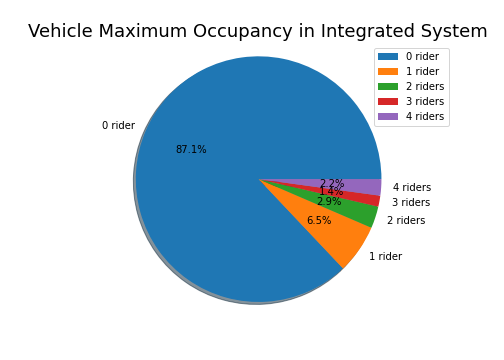 Vehicle Maximum Occupancy in Integrated System
0 rider
1 rider
2 riders
3 riders
4 riders
0 rider
87.1%
2.2%
4 riders
1.4%
3 riders
2.9%
2 riders
6.5%
1 rider